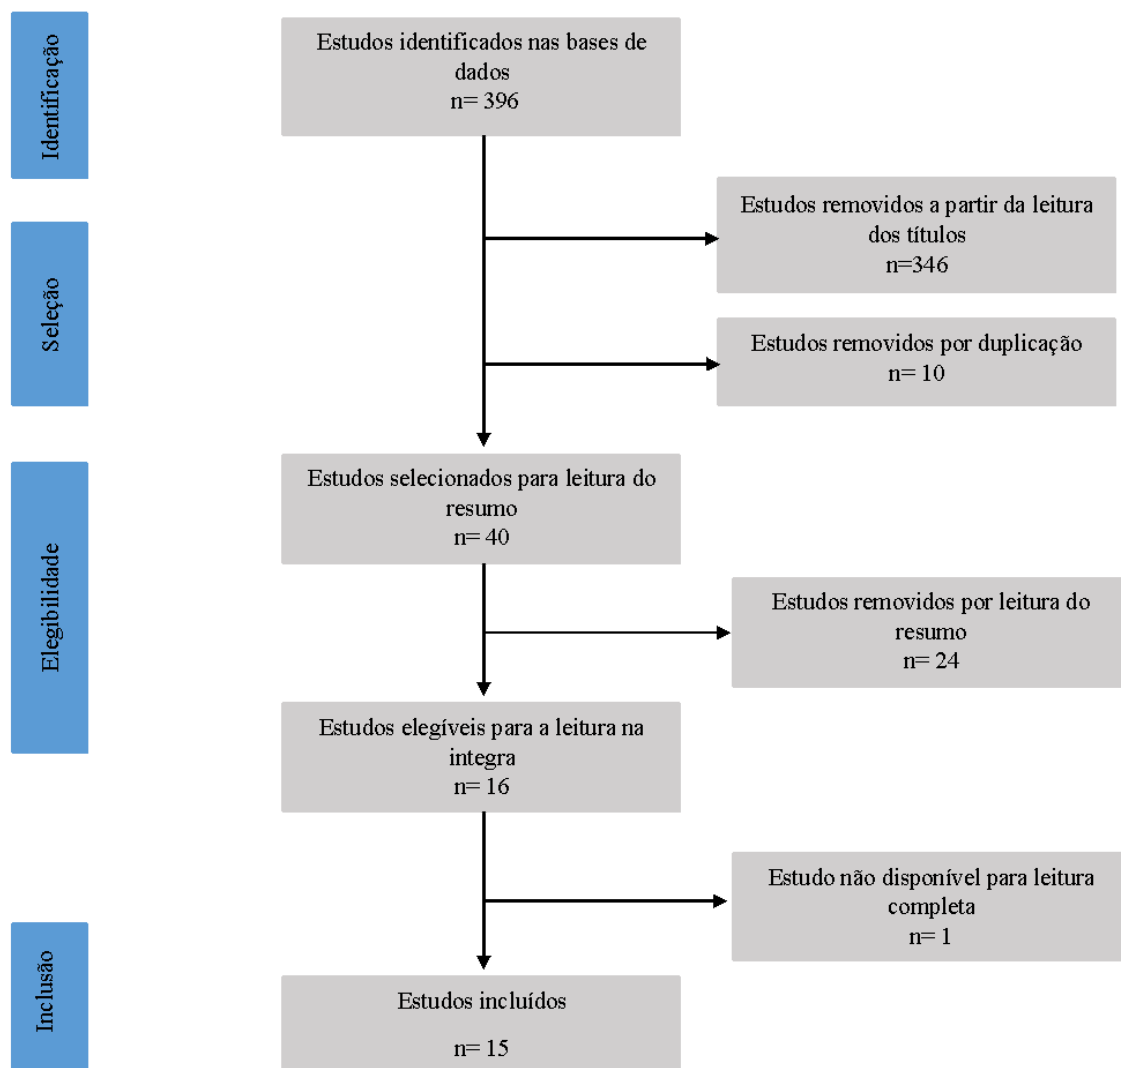 Identificação
Estudos identificados nas bases de
dados
n= 396
Estudos removidos a partir da leitura
dos títulos
n=346
Seleção
Estudos removidos por duplicação
n= 10
Elegibilidade
Estudos selecionados para leitura do
resumo
n= 40
Estudos removidos por leitura do
resumo
n= 24
Estudos elegíveis para a leitura na
integra
n= 16
Estudo não disponível para leitura
completa
n= 1
Inclusão
Estudos incluídos
n= 15